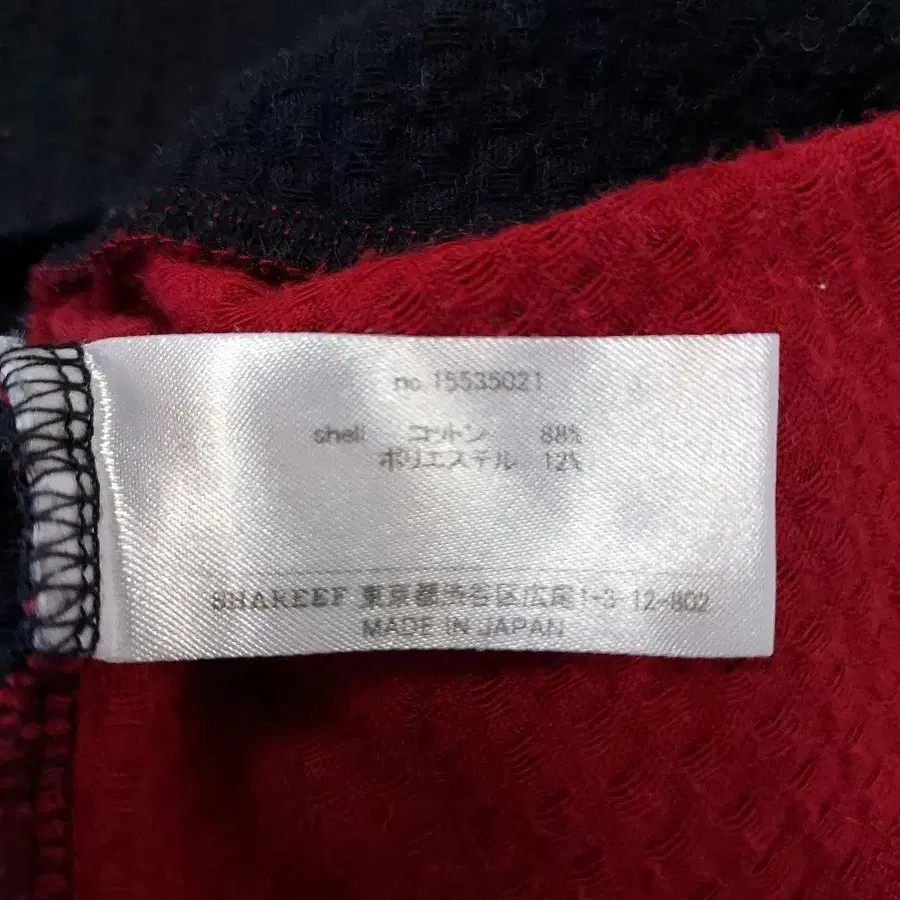 no.15535021
shell コットン 88%
ポリエステル 12%
SHAREEF 東京都渋谷区広尾1-3-12-802
MADE IN JAPAN